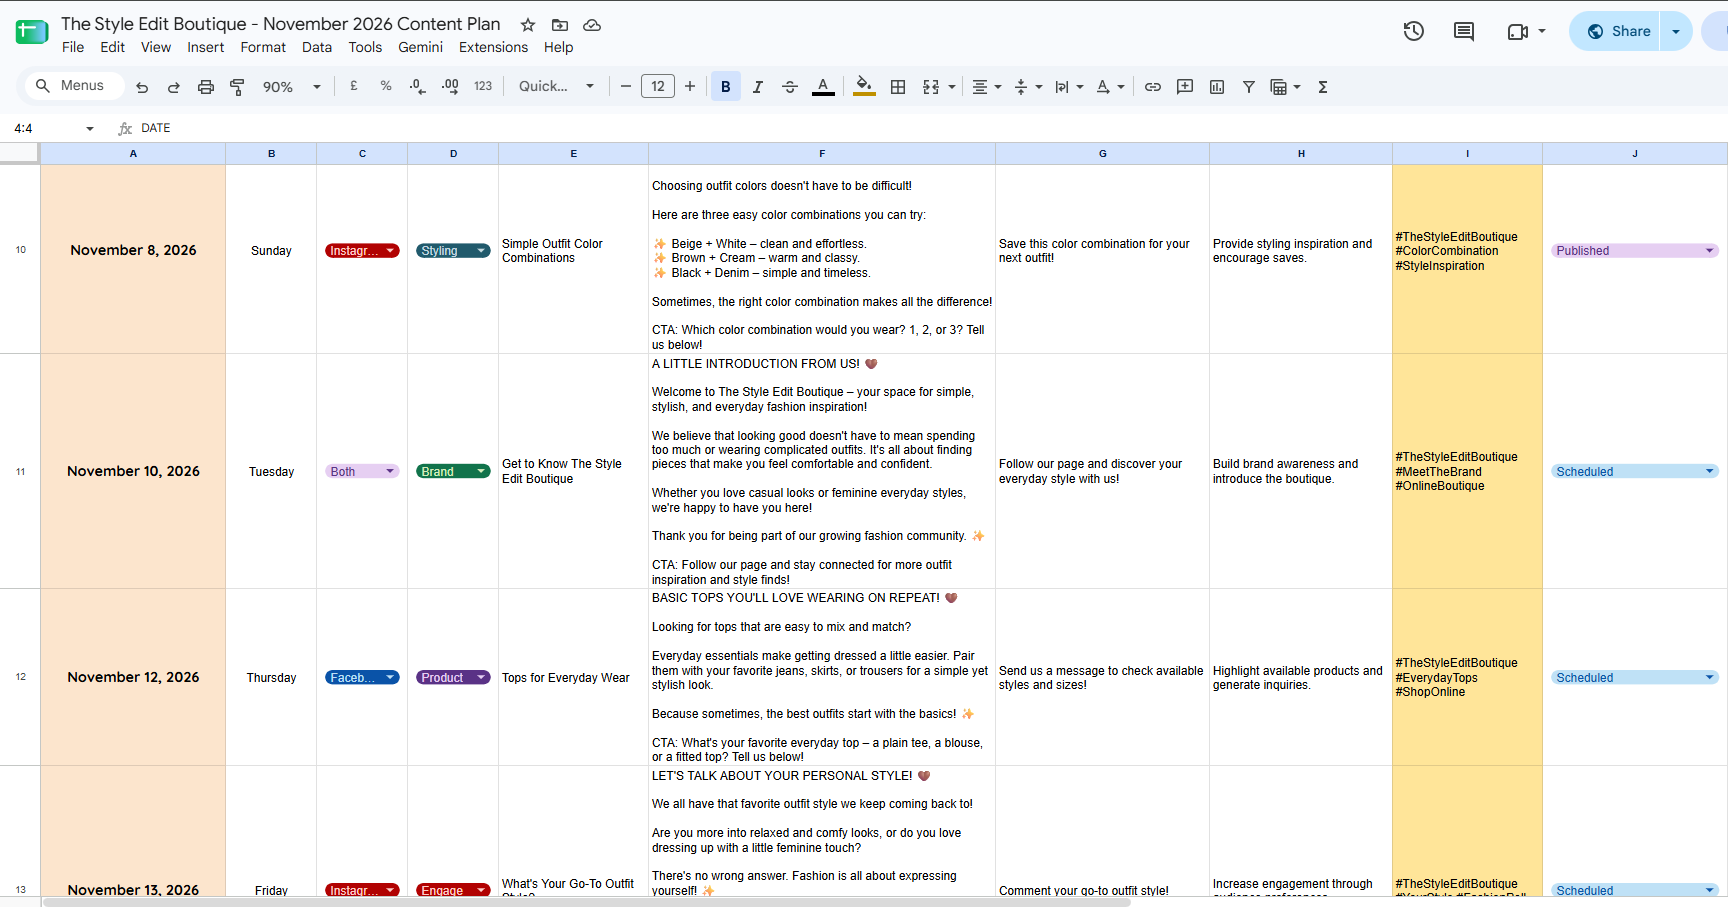 The Style Edit Boutique - November 2026 Content Plan
File Edit View Insert Format Data Tools Gemini Extensions Help
Share
Menus 90% £ % .0 .00 123 Quick... − 12 + B I A Σ
4:4 fx DATE
A B C D E F G H I J
10
November 8, 2026
Sunday
Instagr...
Styling
Simple Outfit Color
Combinations
Choosing outfit colors doesn't have to be difficult!
Here are three easy color combinations you can try:
✨ Beige + White – clean and effortless.
✨ Brown + Cream – warm and classy.
✨ Black + Denim – simple and timeless.
Sometimes, the right color combination makes all the difference!
CTA: Which color combination would you wear? 1, 2, or 3? Tell
us below!
Save this color combination for your
next outfit!
Provide styling inspiration and
encourage saves.
#TheStyleEditBoutique
#ColorCombination
#StyleInspiration
Published
11
November 10, 2026
Tuesday
Both
Brand
Get to Know The Style
Edit Boutique
A LITTLE INTRODUCTION FROM US! 🤎
Welcome to The Style Edit Boutique – your space for simple,
stylish, and everyday fashion inspiration!
We believe that looking good doesn't have to mean spending
too much or wearing complicated outfits. It's all about finding
pieces that make you feel comfortable and confident.
Whether you love casual looks or feminine everyday styles,
we're happy to have you here!
Thank you for being part of our growing fashion community. ✨
CTA: Follow our page and stay connected for more outfit
inspiration and style finds!
Follow our page and discover your
everyday style with us!
Build brand awareness and
introduce the boutique.
#TheStyleEditBoutique
#MeetTheBrand
#OnlineBoutique
Scheduled
12
November 12, 2026
Thursday
Faceb...
Product
Tops for Everyday Wear
BASIC TOPS YOU'LL LOVE WEARING ON REPEAT! 🤎
Looking for tops that are easy to mix and match?
Everyday essentials make getting dressed a little easier. Pair
them with your favorite jeans, skirts, or trousers for a simple yet
stylish look.
Because sometimes, the best outfits start with the basics! ✨
CTA: What's your favorite everyday top – a plain tee, a blouse,
or a fitted top? Tell us below!
Send us a message to check available
styles and sizes!
Highlight available products and
generate inquiries.
#TheStyleEditBoutique
#EverydayTops
#ShopOnline
Scheduled
13
November 13, 2026
Friday
Instagr...
Engage
What's Your Go-To Outfit
LET'S TALK ABOUT YOUR PERSONAL STYLE! 🤎
We all have that favorite outfit style we keep coming back to!
Are you more into relaxed and comfy looks, or do you love
dressing up with a little feminine touch?
There's no wrong answer. Fashion is all about expressing
yourself! ✨
Comment your go-to outfit style!
Increase engagement through
#TheStyleEditBoutique
Scheduled